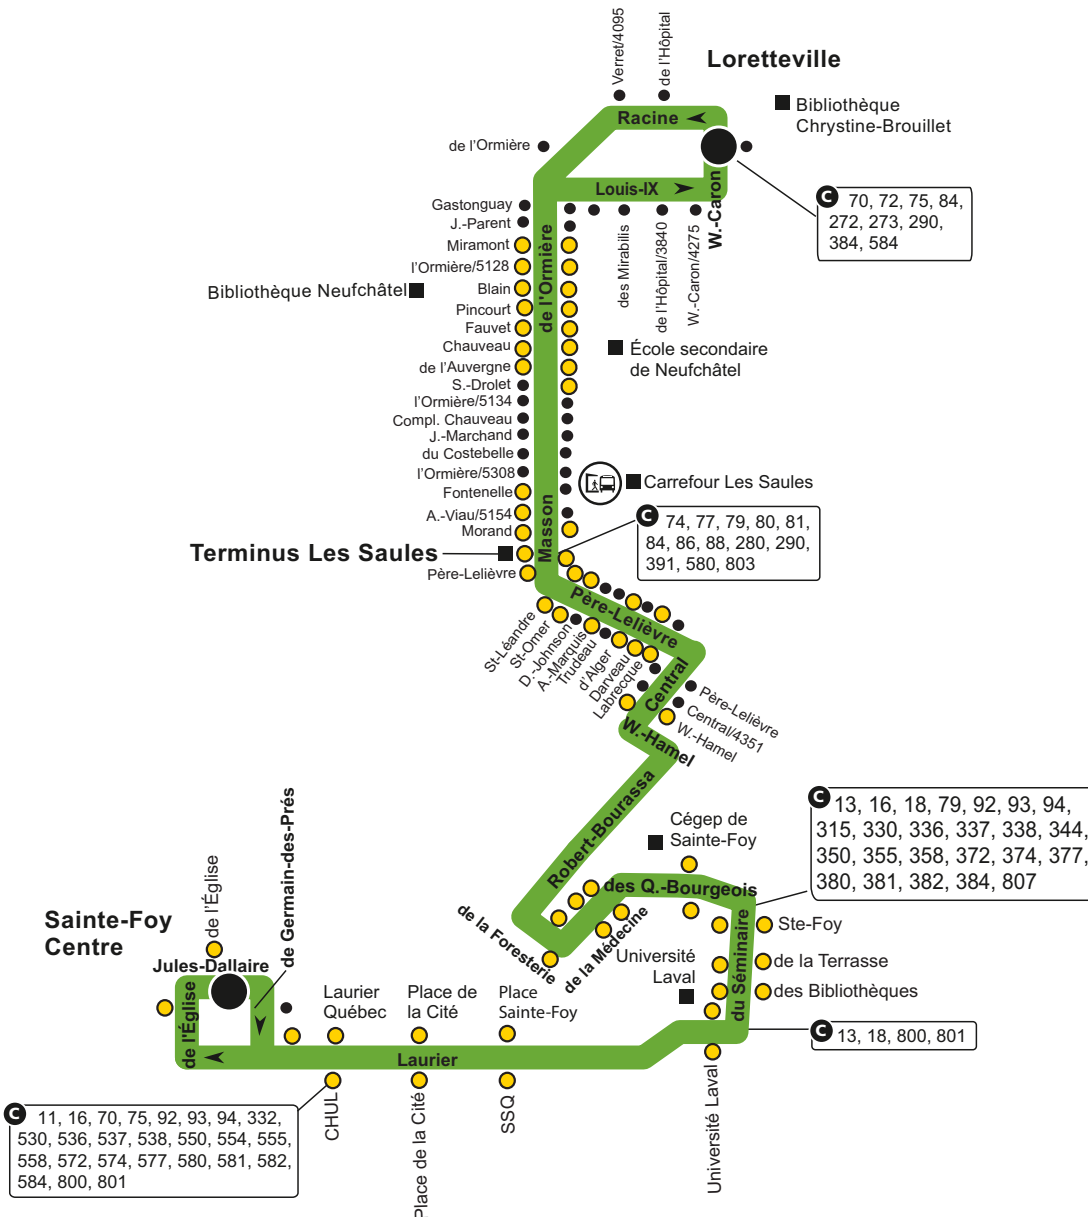 Verret/4095
de l'Hôpital
Loretteville
Bibliothèque
Chrystine-Brouillet
Racine
de l'Ormière
Louis-IX
W.-Caron
C 70, 72, 75, 84,
272, 273, 290,
384, 584
Gastonguay
J.-Parent
Miramont
l'Ormière/5128
Blain
Pincourt
Fauvet
Chauveau
de l'Auvergne
S.-Drolet
l'Ormière/5134
Compl. Chauveau
J.-Marchand
du Costebelle
l'Ormière/5308
Fontenelle
A.-Viau/5154
Morand
Bibliothèque Neufchâtel
de l'Ormière
des Mirabilis
de l'Hôpital/3840
W.-Caron/4275
École secondaire
de Neufchâtel
Carrefour Les Saules
Masson
C 74, 77, 79, 80, 81,
84, 86, 88, 280, 290,
391, 580, 803
Terminus Les Saules
Père-Lelièvre
Père-Lelièvre
St-Léandre
St-Omer
D.-Johnson
A.-Marquis
Trudeau
d'Alger
Darveau
Labrecque
Central
Père-Lelièvre
Central/4351
W.-Hamel
W.-Hamel
Robert-Bourassa
Cégep de
Sainte-Foy
C 13, 16, 18, 79, 92, 93, 94,
315, 330, 336, 337, 338, 344,
350, 355, 358, 372, 374, 377,
380, 381, 382, 384, 807
des Q.-Bourgeois
de la Foresterie
de la Médecine
Université
Laval
du Séminaire
Ste-Foy
de la Terrasse
des Bibliothèques
C 13, 18, 800, 801
Sainte-Foy
Centre
de l'Église
de Germain-des-Prés
Jules-Dallaire
de l'Église
Laurier
Québec
Place de
la Cité
Place
Sainte-Foy
Laurier
CHUL
Place de la Cité
SSQ
Université Laval
C 11, 16, 70, 75, 92, 93, 94, 332,
530, 536, 537, 538, 550, 554, 555,
558, 572, 574, 577, 580, 581, 582,
584, 800, 801